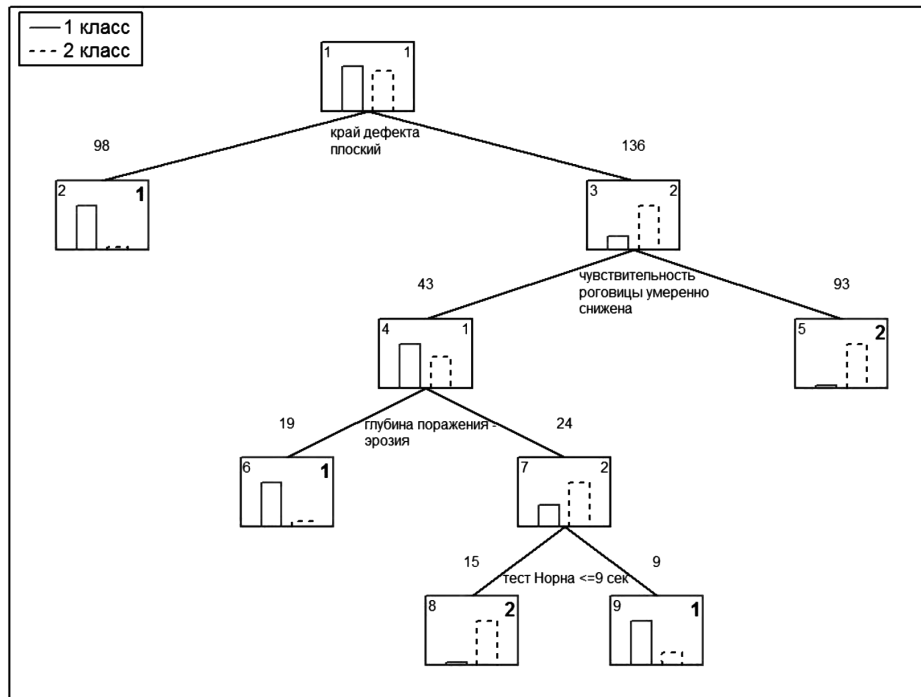 1 класс
2 класс
1 1
край дефекта
плоский
98 136
2 1
3 2
чувствительность
роговицы умеренно
снижена
43 93
4 1
5 2
глубина поражения -
эрозия
19 24
6 1
7 2
15 тест Норна <=9 сек 9
8 2
9 1